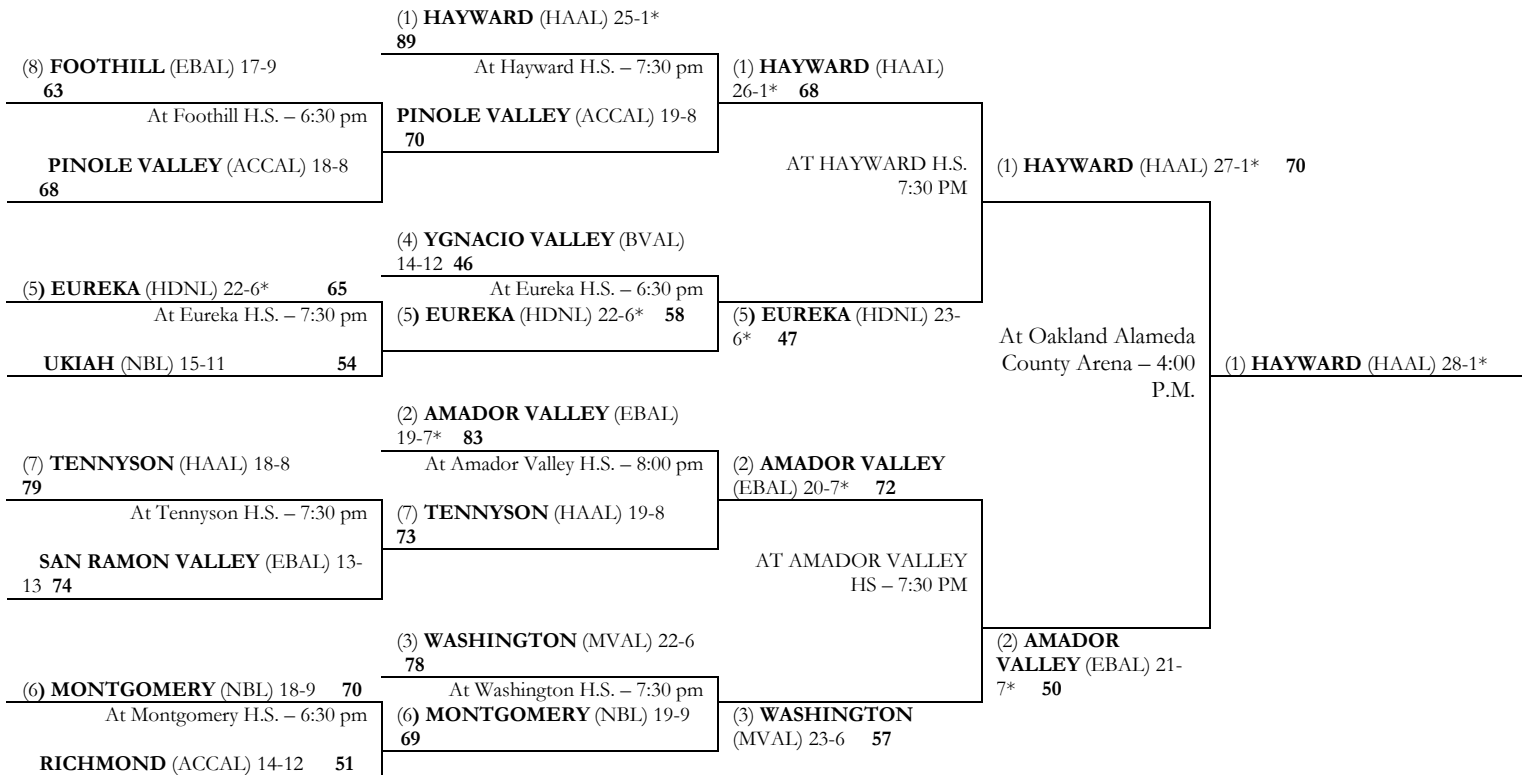 (1) HAYWARD (HAAL) 25-1*
89
(8) FOOTHILL (EBAL) 17-9
63
At Hayward H.S. – 7:30 pm
(1) HAYWARD (HAAL)
26-1* 68
At Foothill H.S. – 6:30 pm
PINOLE VALLEY (ACCAL) 19-8
70
PINOLE VALLEY (ACCAL) 18-8
68
AT HAYWARD H.S.
7:30 PM
(1) HAYWARD (HAAL) 27-1* 70
(4) YGNACIO VALLEY (BVAL)
14-12 46
(5) EUREKA (HDNL) 22-6* 65
At Eureka H.S. – 6:30 pm
At Eureka H.S. – 7:30 pm
(5) EUREKA (HDNL) 22-6* 58
(5) EUREKA (HDNL) 23-
6* 47
UKIAH (NBL) 15-11 54
At Oakland Alameda
County Arena – 4:00
P.M.
(1) HAYWARD (HAAL) 28-1*
(2) AMADOR VALLEY (EBAL)
19-7* 83
(7) TENNYSON (HAAL) 18-8
79
At Amador Valley H.S. – 8:00 pm
(2) AMADOR VALLEY
(EBAL) 20-7* 72
At Tennyson H.S. – 7:30 pm
(7) TENNYSON (HAAL) 19-8
73
SAN RAMON VALLEY (EBAL) 13-
13 74
AT AMADOR VALLEY
HS – 7:30 PM
(3) WASHINGTON (MVAL) 22-6
78
(2) AMADOR
VALLEY (EBAL) 21-
7* 50
(6) MONTGOMERY (NBL) 18-9 70
At Washington H.S. – 7:30 pm
At Montgomery H.S. – 6:30 pm
(6) MONTGOMERY (NBL) 19-9
69
(3) WASHINGTON
(MVAL) 23-6 57
RICHMOND (ACCAL) 14-12 51